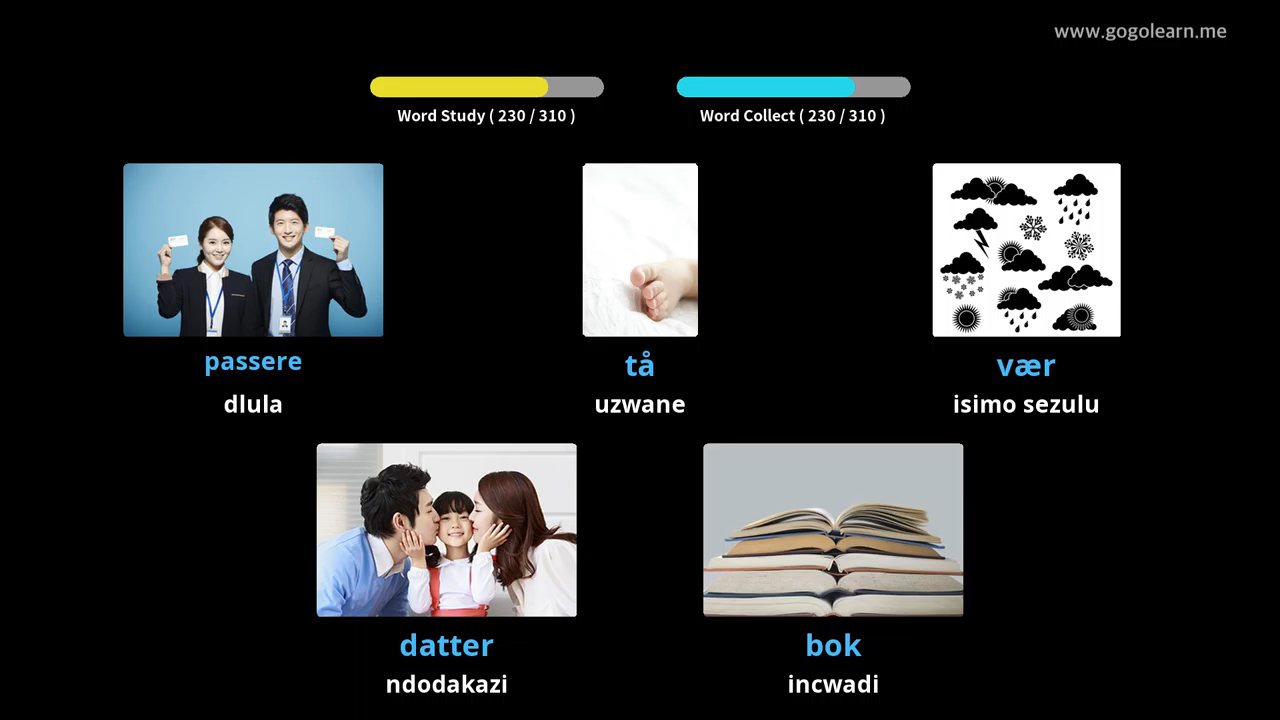 www.gogolearn.me
Word Study ( 230 / 310 )
Word Collect ( 230 / 310 )
passere
dlula
tå
uzwane
vær
isimo sezulu
datter
ndodakazi
bok
incwadi